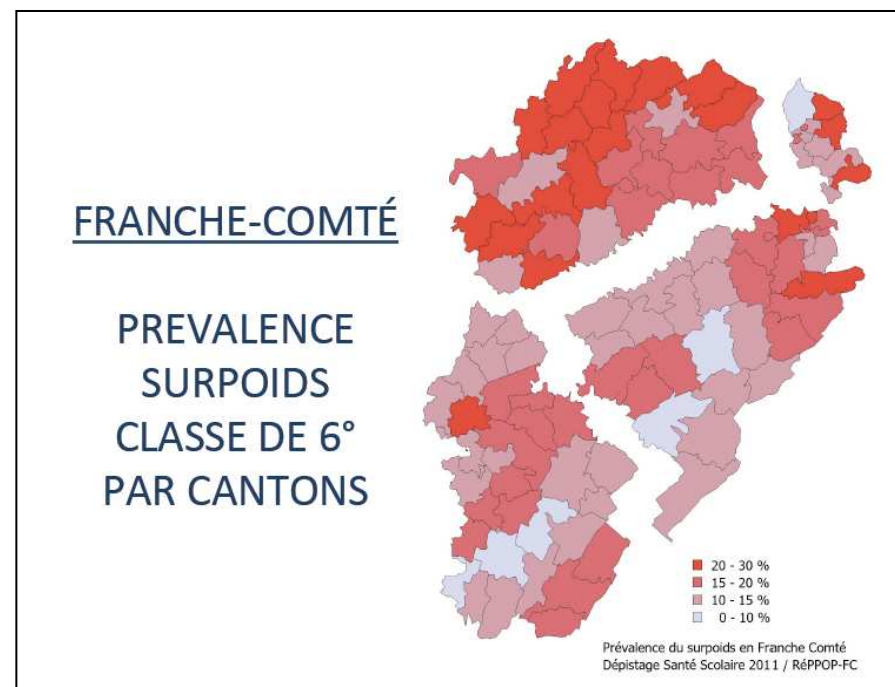 FRANCHE-COMTÉ
PREVALENCE
SURPOIDS
CLASSE DE 6°
PAR CANTONS
20 - 30 %
15 - 20 %
10 - 15 %
0 - 10 %
Prévalence du surpoids en Franche Comté
Dépistage Santé Scolaire 2011 / RéPPOP-FC